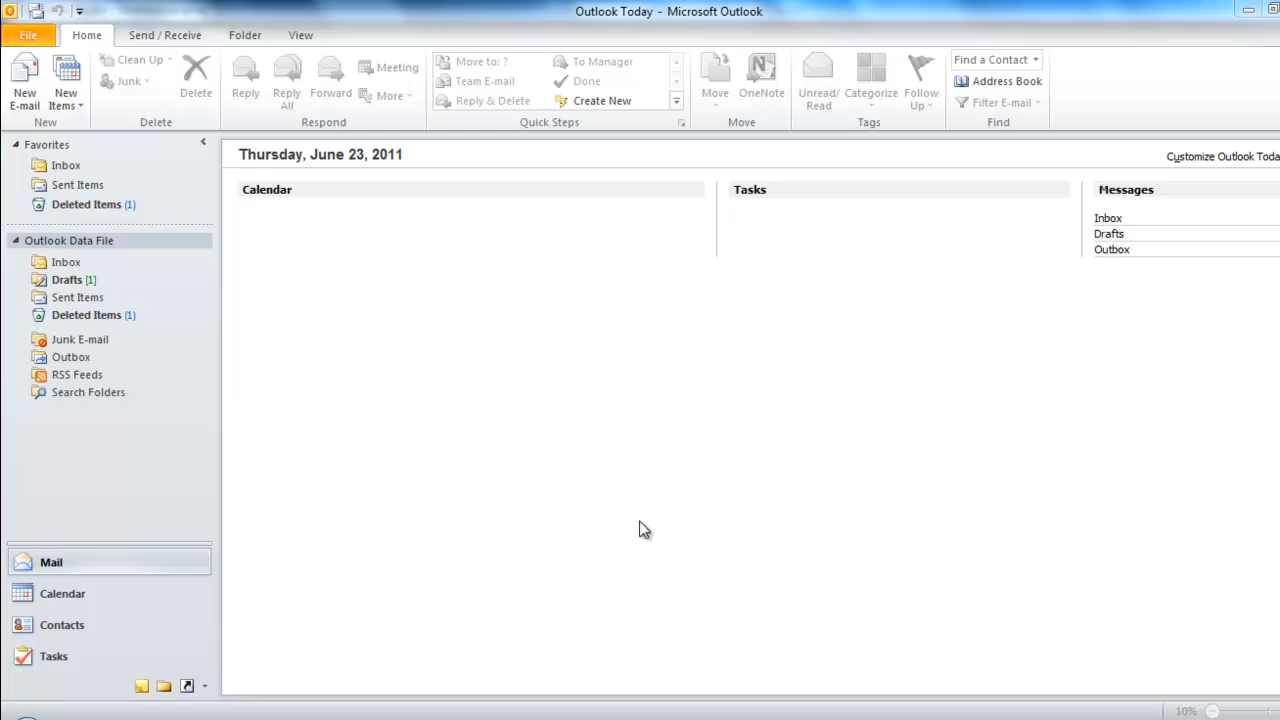 Outlook Today - Microsoft Outlook
File Home Send / Receive Folder View
New E-mail
New Items
Clean Up
Junk
Delete
Reply
Reply All
Forward
Meeting
More
Move to: ?
Team E-mail
Reply & Delete
To Manager
Done
Create New
Move
OneNote
Unread/ Read
Categorize
Follow Up
Find a Contact
Address Book
Filter E-mail
New Delete Respond Quick Steps Move Tags Find
Favorites
Inbox
Sent Items
Deleted Items (1)
Outlook Data File
Inbox
Drafts [1]
Sent Items
Deleted Items (1)
Junk E-mail
Outbox
RSS Feeds
Search Folders
Mail
Calendar
Contacts
Tasks
Thursday, June 23, 2011
Customize Outlook Toda
Calendar
Tasks
Messages
Inbox
Drafts
Outbox
10%